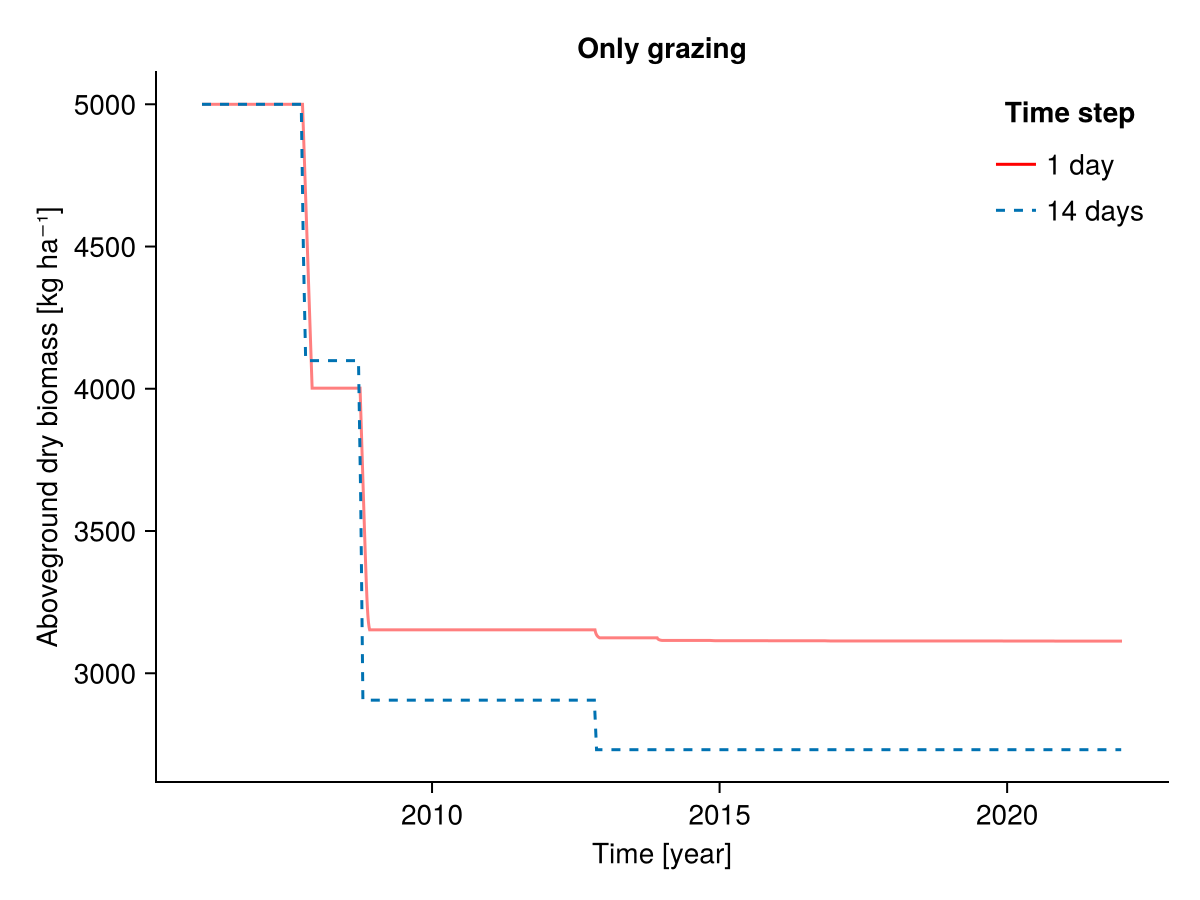 Only grazing
Time step
1 day
14 days
Aboveground dry biomass [kg ha⁻¹]
5000
4500
4000
3500
3000
2010
2015
2020
Time [year]